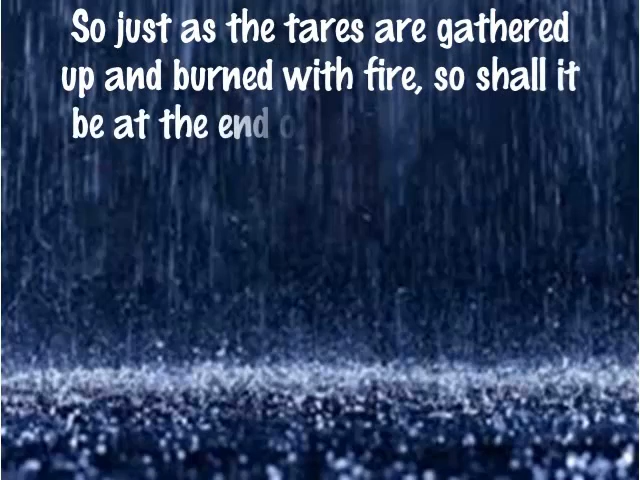 So just as the tares are gathered
up and burned with fire, so shall it
be at the end